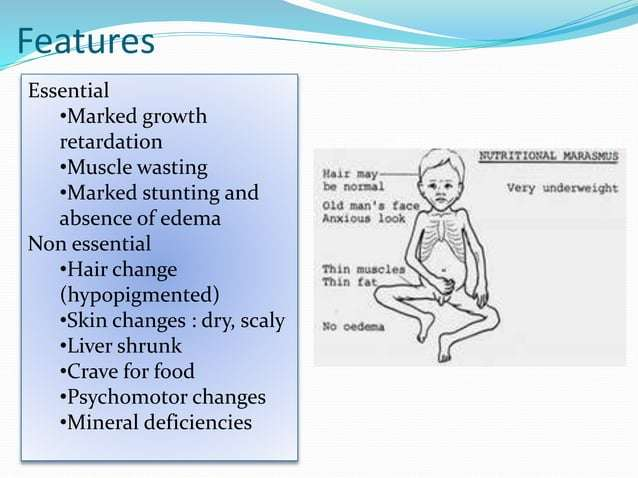 Features
Essential
•Marked growth
retardation
•Muscle wasting
•Marked stunting and
absence of edema
Non essential
•Hair change
(hypopigmented)
•Skin changes : dry, scaly
•Liver shrunk
•Crave for food
•Psychomotor changes
•Mineral deficiencies
NUTRITIONAL MARASMUS
Hair may
be normal
Very underweight
Old man's face
Anxious look
Thin muscles
Thin fat
No oedema